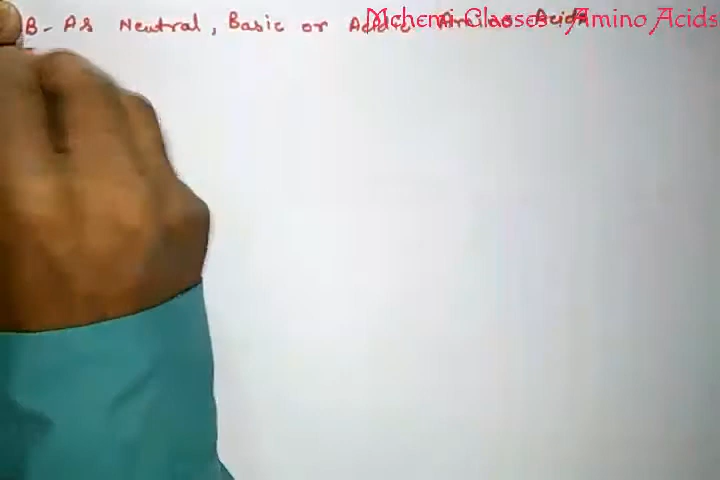 B- As Neutral, Basic or Acidic Amino Acids
Mchemi Classes - Amino Acids